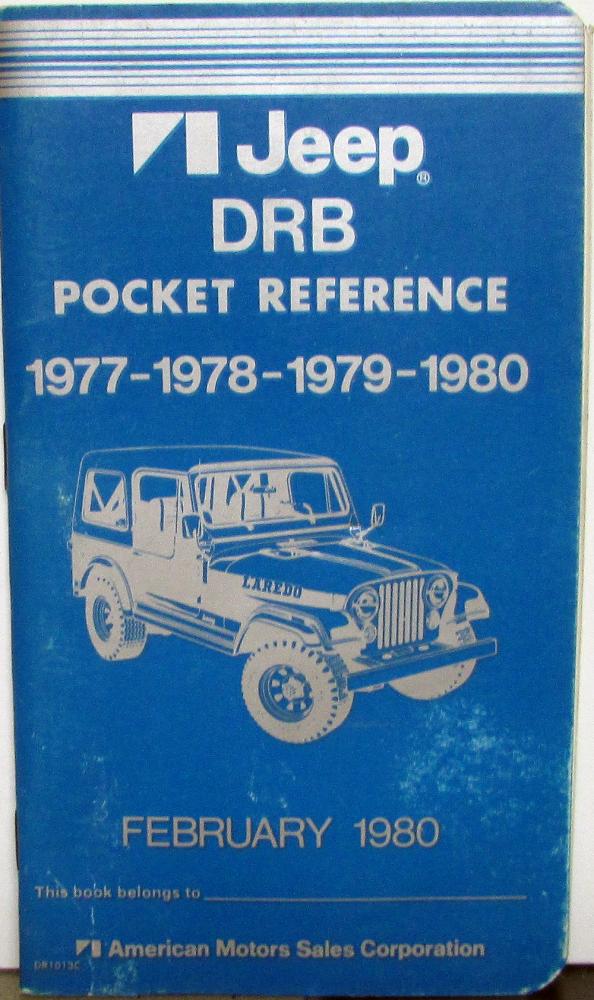 Jeep®
DRB
POCKET REFERENCE
1977-1978-1979-1980
LAREDO
FEBRUARY 1980
This book belongs to
American Motors Sales Corporation
DR1013C